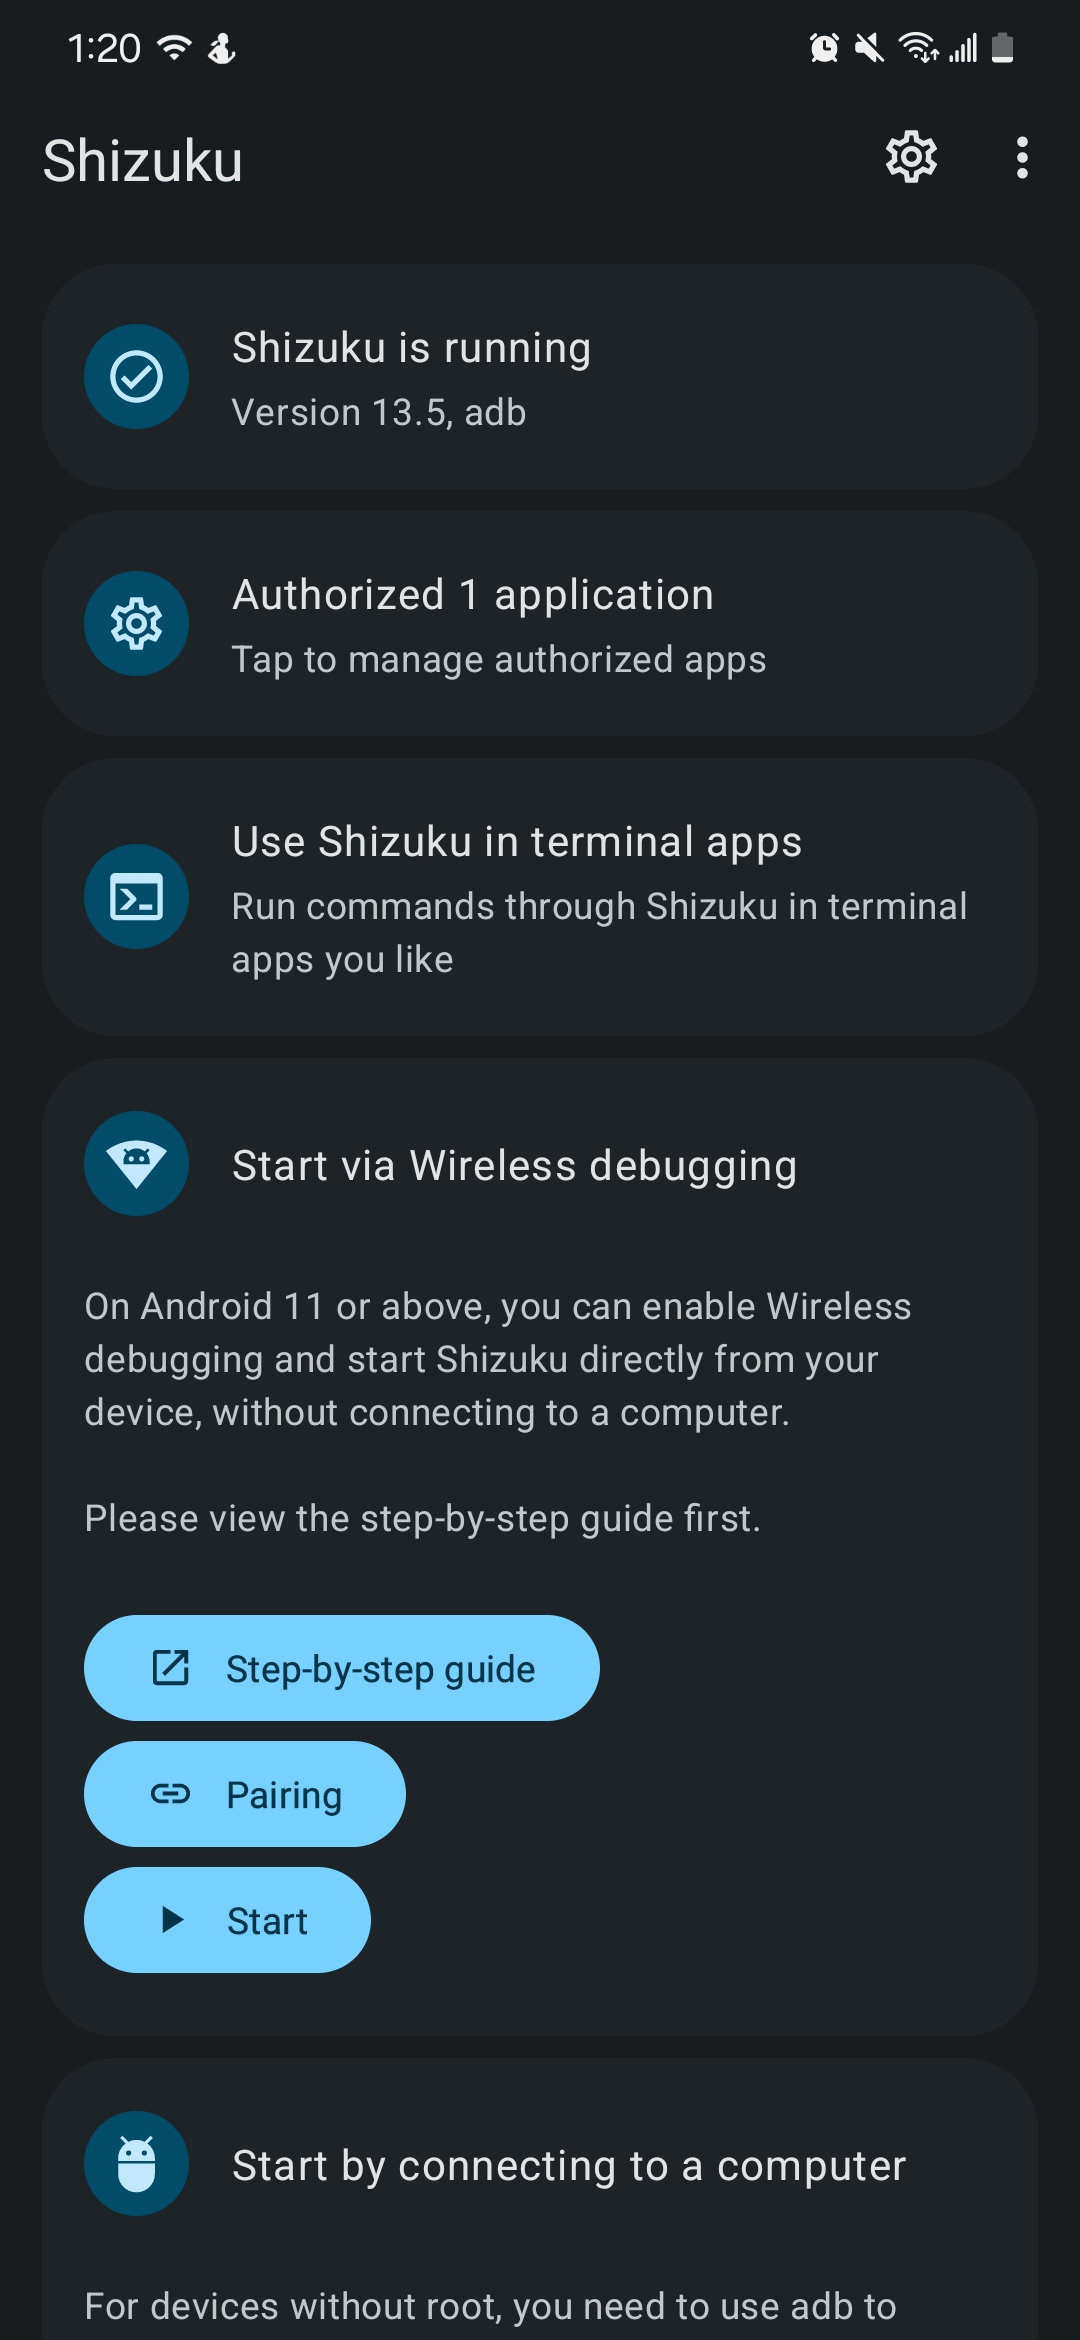 1:20
Shizuku
Shizuku is running
Version 13.5, adb
Authorized 1 application
Tap to manage authorized apps
Use Shizuku in terminal apps
Run commands through Shizuku in terminal
apps you like
Start via Wireless debugging
On Android 11 or above, you can enable Wireless
debugging and start Shizuku directly from your
device, without connecting to a computer.
Please view the step-by-step guide first.
Step-by-step guide
Pairing
Start
Start by connecting to a computer
For devices without root, you need to use adb to